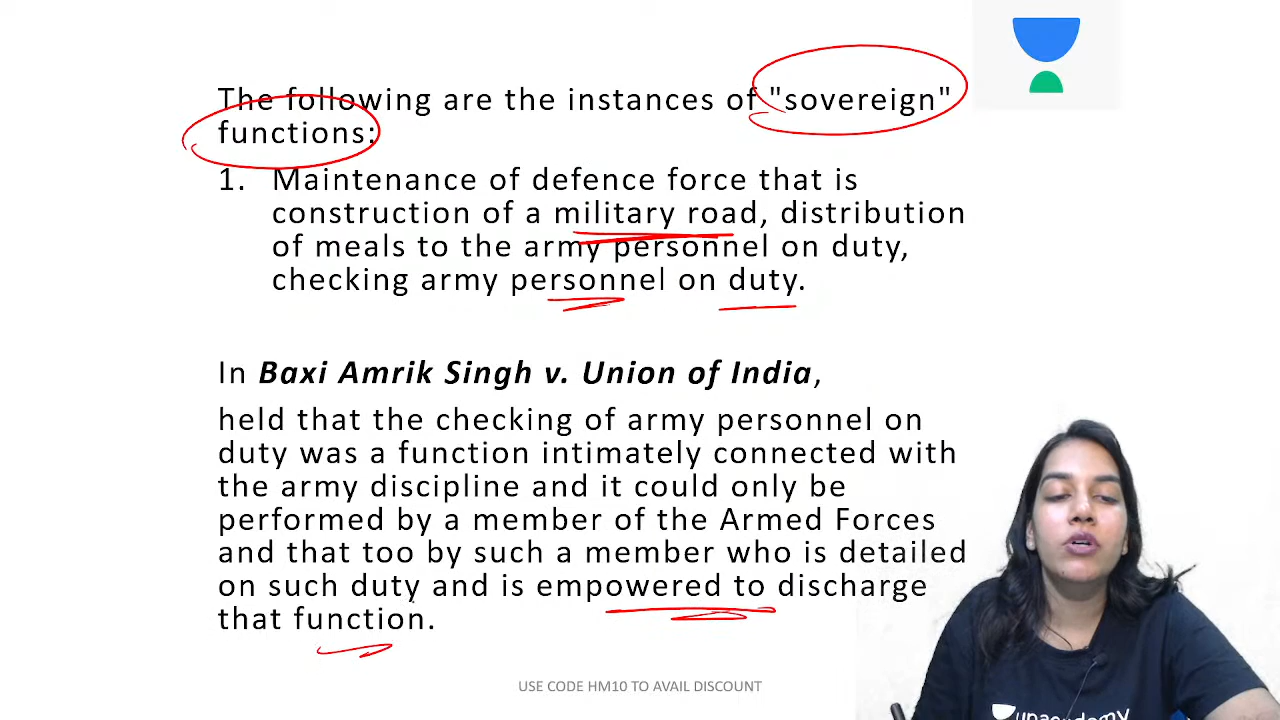 The following are the instances of "sovereign"
functions:
1. Maintenance of defence force that is
construction of a military road, distribution
of meals to the army personnel on duty,
checking army personnel on duty.
In Baxi Amrik Singh v. Union of India,
held that the checking of army personnel on
duty was a function intimately connected with
the army discipline and it could only be
performed by a member of the Armed Forces
and that too by such a member who is detailed
on such duty and is empowered to discharge
that function.
USE CODE HM10 TO AVAIL DISCOUNT
unacademy